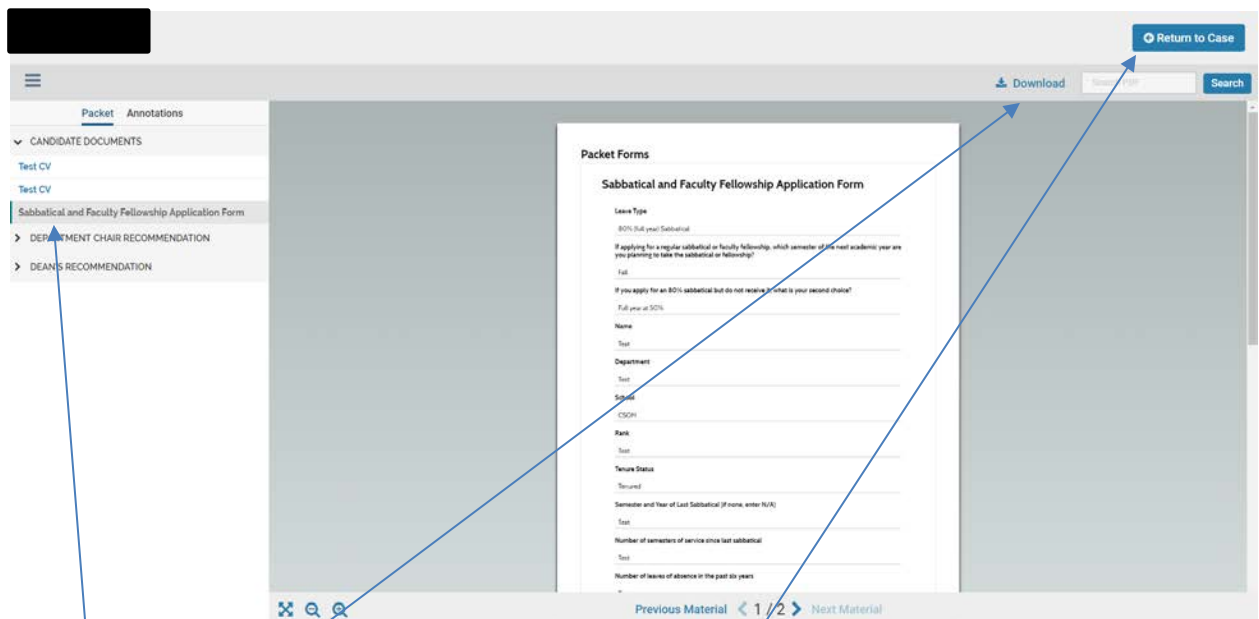 Return to Case
Download
Search PDF
Search
Packet Annotations
CANDIDATE DOCUMENTS
Test CV
Test CV
Sabbatical and Faculty Fellowship Application Form
DEPARTMENT CHAIR RECOMMENDATION
DEAN'S RECOMMENDATION
Packet Forms
Sabbatical and Faculty Fellowship Application Form
Leave Type
80% (full year) Sabbatical
If applying for a regular sabbatical or faculty fellowship, which semester of the next academic year are
you planning to take the sabbatical or fellowship?
Fall
If you apply for an 80% sabbatical but do not receive it, what is your second choice?
Full year at 50%
Name
Test
Department
Test
School
CSOM
Rank
Test
Tenure Status
Tenured
Semester and Year of Last Sabbatical (If none, enter N/A)
Test
Number of semesters of service since last sabbatical
Test
Number of leaves of absence in the past six years
Previous Material 1 / 2 Next Material